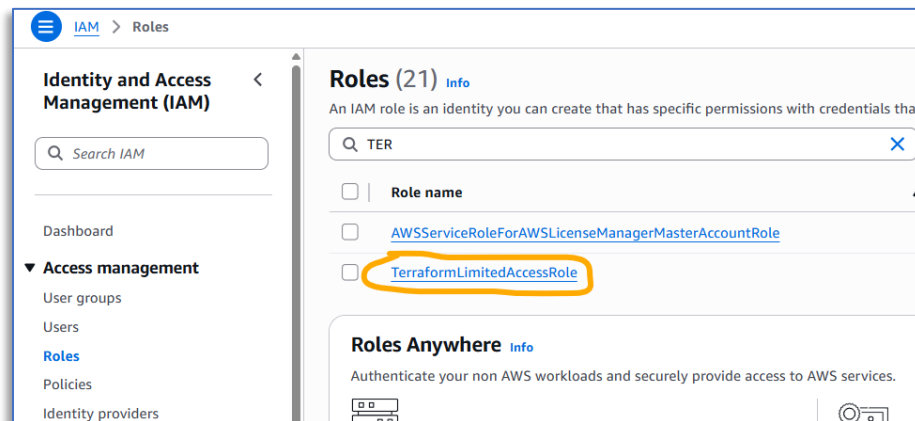 IAM > Roles
Identity and Access
Management (IAM)
Search IAM
Dashboard
Access management
User groups
Users
Roles
Policies
Identity providers
Roles (21) Info
An IAM role is an identity you can create that has specific permissions with credentials tha
TER
Role name
AWSServiceRoleForAWSLicenseManagerMasterAccountRole
TerraformLimitedAccessRole
Roles Anywhere Info
Authenticate your non AWS workloads and securely provide access to AWS services.